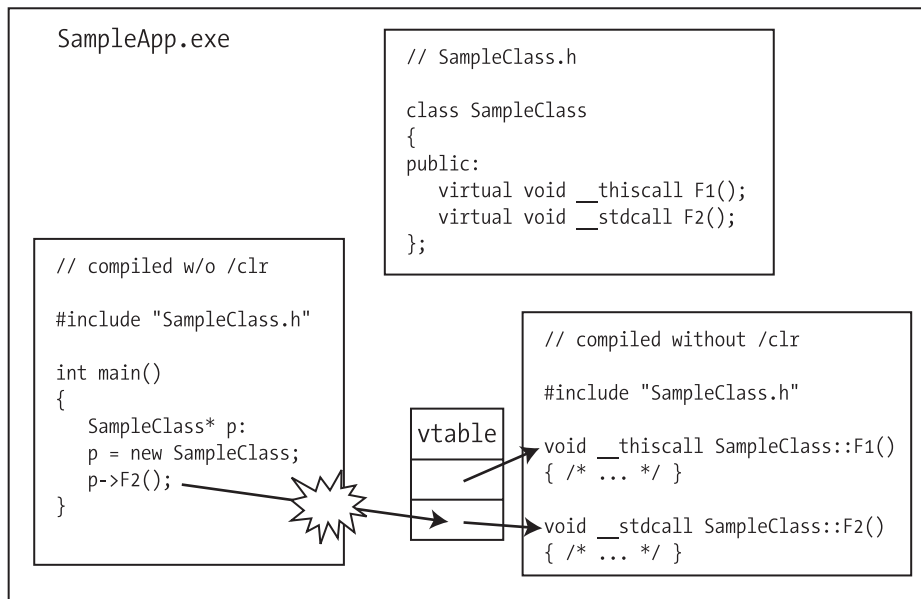 SampleApp.exe
// SampleClass.h
class SampleClass
{
public:
virtual void __thiscall F1();
virtual void __stdcall F2();
};
// compiled w/o /clr
#include "SampleClass.h"
int main()
{
SampleClass* p:
p = new SampleClass;
p->F2();
}
vtable
// compiled without /clr
#include "SampleClass.h"
void __thiscall SampleClass::F1()
{ /* ... */ }
void __stdcall SampleClass::F2()
{ /* ... */ }